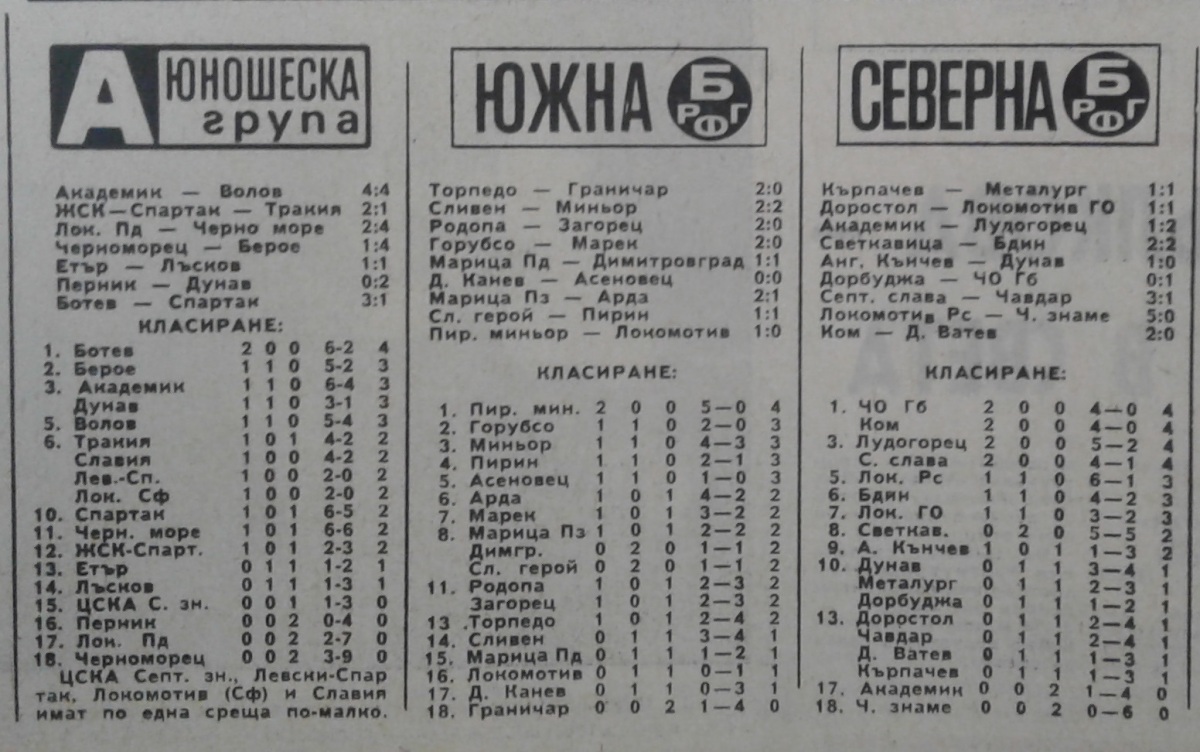 А ЮНОШЕСКА
група
Академик — Волов 4:4
ЖСК—Спартак — Тракия 2:1
Лок. Пд — Черно море 2:4
Черноморец — Берое 1:4
Етър — Лъсков 1:1
Перник — Дунав 0:2
Ботев — Спартак 3:1
КЛАСИРАНЕ:
1. Ботев 2 0 0 6-2 4
2. Берое 1 1 0 5-2 3
3. Академик 1 1 0 6-4 3
Дунав 1 1 0 3-1 3
5. Волов 1 1 0 5-4 3
6. Тракия 1 0 1 4-2 2
Славия 1 0 0 4-2 2
Лев.-Сп. 1 0 0 2-0 2
Лок. Сф 1 0 0 2-0 2
10. Спартак 1 0 1 6-5 2
11. Черн. море 1 0 1 6-6 2
12. ЖСК-Спарт. 1 0 1 2-3 2
13. Етър 0 1 1 1-2 1
14. Лъсков 0 1 1 1-3 1
15. ЦСКА С. зн. 0 0 1 1-3 0
16. Перник 0 0 2 0-4 0
17. Лок. Пд 0 0 2 2-7 0
18. Черноморец 0 0 2 3-9 0
ЦСКА Септ. зн., Левски-Спар
так, Локомотив (Сф) и Славия
имат по една среща по-малко.
ЮЖНА Б РФГ
Торпедо — Граничар 2:0
Сливен — Миньор 2:2
Родопа — Загорец 2:0
Горубсо — Марек 2:0
Марица Пд — Димитровград 1:1
Д. Канев — Асеновец 0:0
Марица Пз — Арда 2:1
Сл. герой — Пирин 1:1
Пир. миньор — Локомотив 1:0
КЛАСИРАНЕ:
1. Пир. мин. 2 0 0 5—0 4
2. Горубсо 1 1 0 2—0 3
3. Миньор 1 1 0 4—3 3
4. Пирин 1 1 0 2—1 3
5. Асеновец 1 1 0 1—0 3
6. Арда 1 0 1 4—2 2
7. Марек 1 0 1 3—2 2
8. Марица Пз 1 0 1 2—2 2
Димгр. 0 2 0 1—1 2
Сл. герой 0 2 0 1—1 2
11. Родопа 1 0 1 2—3 2
Загорец 1 0 1 2—3 2
13 .Торпедо 1 0 1 2—4 2
14. Сливен 0 1 1 3—4 1
15. Марица Пд 0 1 1 1—2 1
16. Локомотив 0 1 1 0—1 1
17. Д. Канев 0 1 1 0—3 1
18. Граничар 0 0 2 1—4 0
СЕВЕРНА Б РФГ
Кърпачев — Металург 1:1
Доростол — Локомотив ГО 1:1
Академик — Лудогорец 1:2
Светкавица — Бдин 2:2
Анг. Кънчев — Дунав 1:0
Дорбуджа — ЧО Гб 0:1
Септ. слава — Чавдар 3:1
Локомотив Рс — Ч. знаме 5:0
Ком — Д. Ватев 2:0
КЛАСИРАНЕ:
1. ЧО Гб 2 0 0 4—0 4
Ком 2 0 0 4—0 4
3. Лудогорец 2 0 0 5—2 4
С. слава 2 0 0 4—1 4
5. Лок. Рс 1 1 0 6—1 3
6. Бдин 1 1 0 4—2 3
7. Лок. ГО 1 1 0 3—2 3
8. Светкав. 0 2 0 5—5 2
9. А. Кънчев 1 0 1 1—3 2
10. Дунав 0 1 1 3—4 1
Металург 0 1 1 2—3 1
Дорбуджа 0 1 1 1—2 1
13. Доростол 0 1 1 2—4 1
Чавдар 0 1 1 2—4 1
Д. Ватев 0 1 1 1—3 1
Кърпачев 0 1 1 1—3 1
17. Академик 0 0 2 1—4 0
18. Ч. знаме 0 0 2 0—6 0